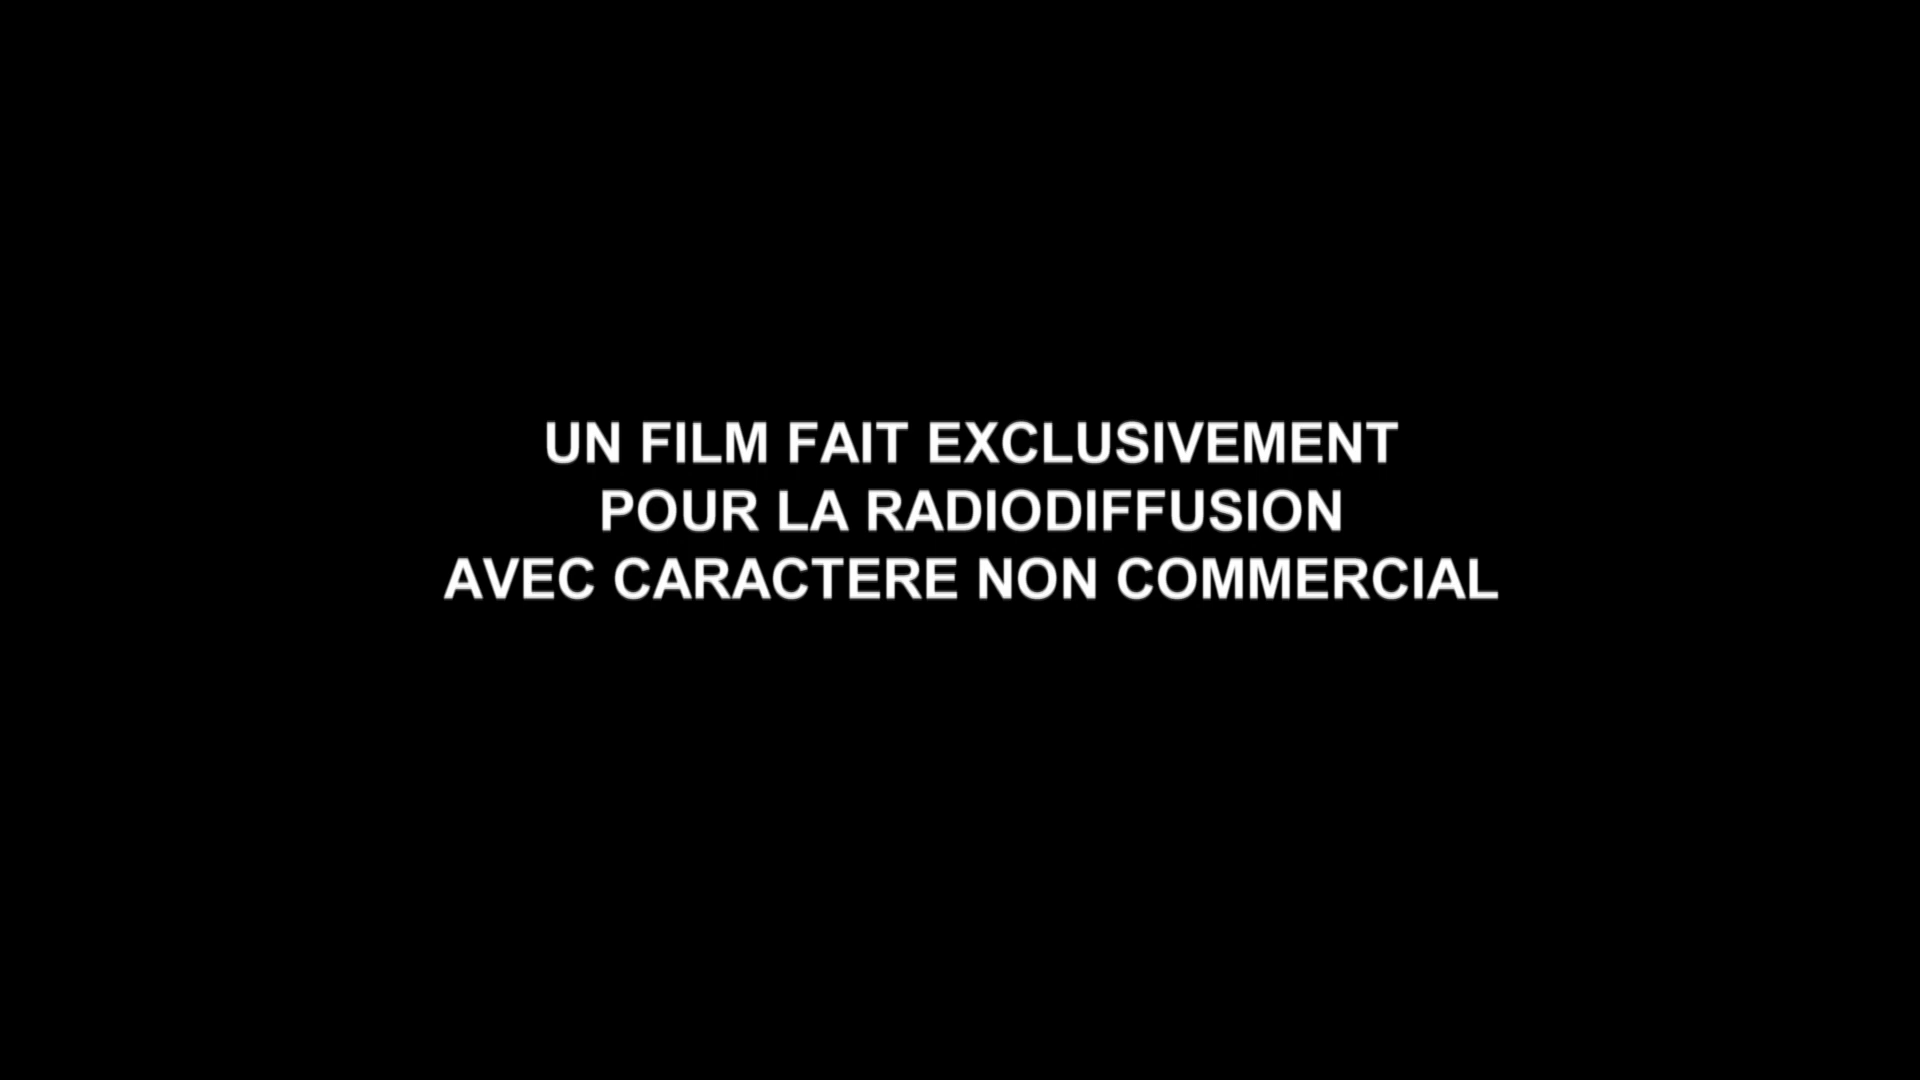 UN FILM FAIT EXCLUSIVEMENT
POUR LA RADIODIFFUSION
AVEC CARACTERE NON COMMERCIAL